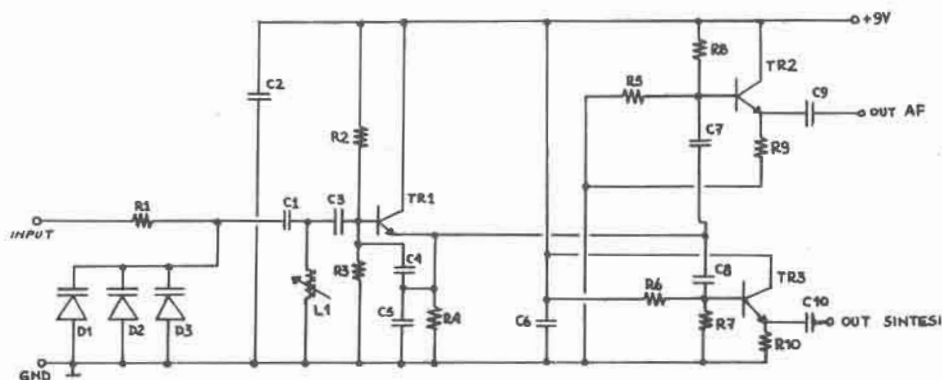 +9V
R8
TR2
C2
R5
C9
OUT AF
C7
R2
R9
TR1
R1
C1
C3
INPUT
C4
C8
TR3
R3
R6
C10
L1
C5
R4
C6
R7
OUT SINTESI
D1
D2
D3
R10
GND